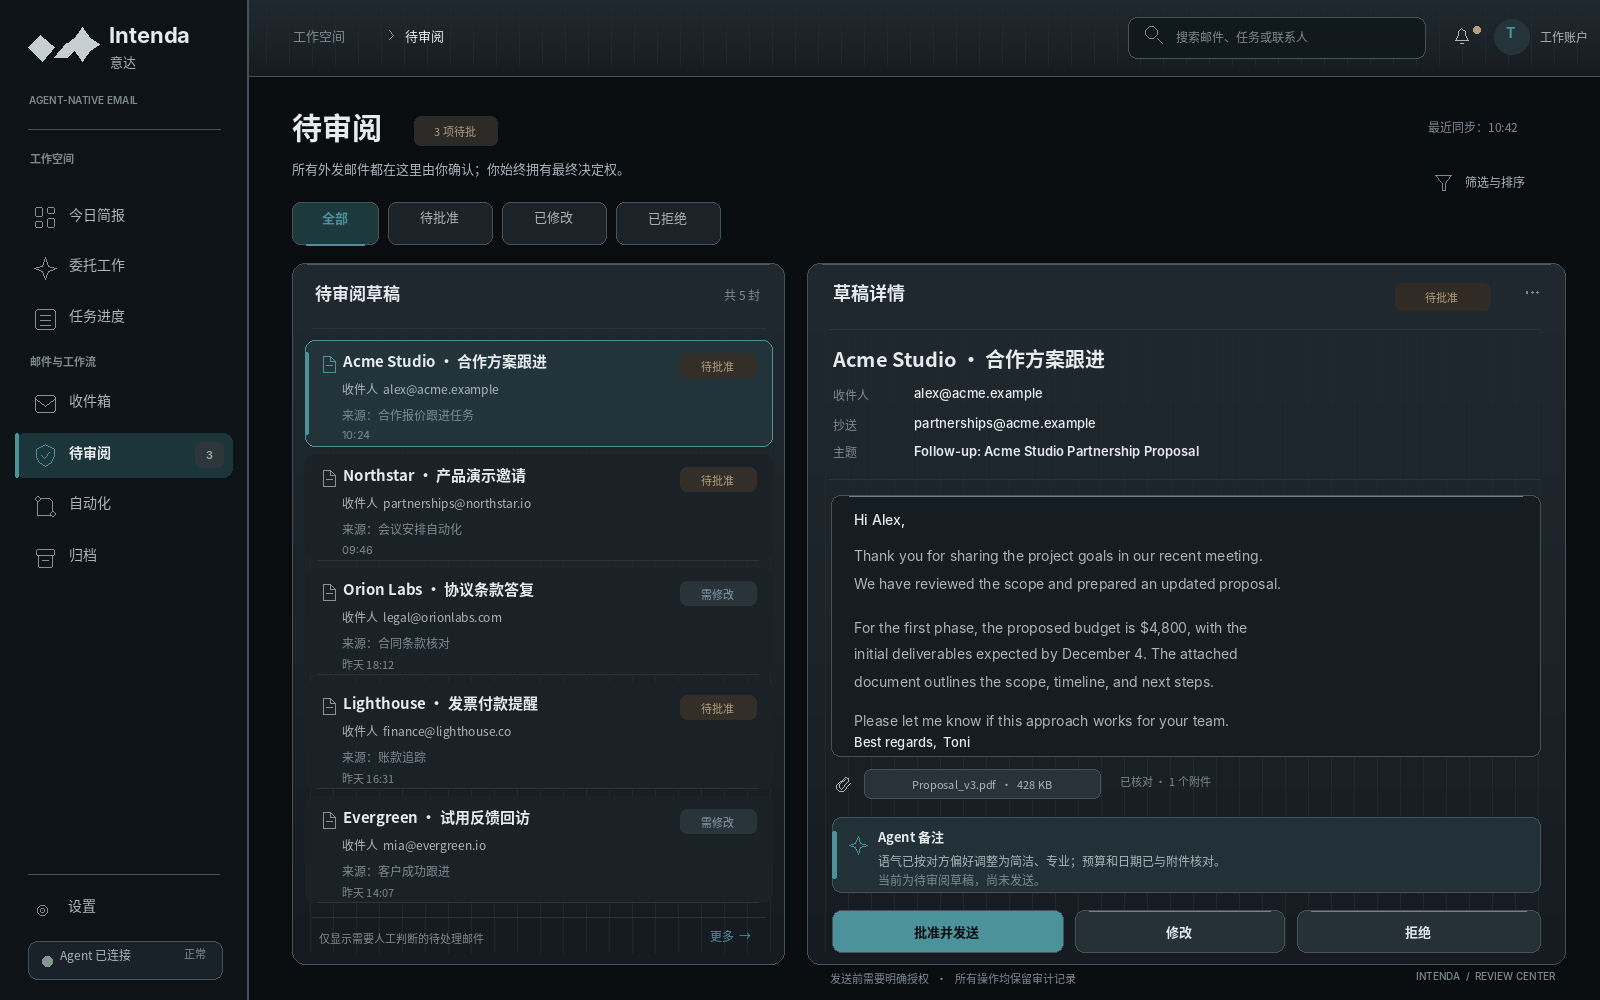 Intenda
意达
AGENT-NATIVE EMAIL
工作空间
今日简报
委托工作
任务进度
邮件与工作流
收件箱
待审阅 3
自动化
归档
设置
Agent 已连接 正常
工作空间 > 待审阅
搜索邮件、任务或联系人
T 工作账户
待审阅 3 项待批
最近同步：10:42
所有外发邮件都在这里由你确认；你始终拥有最终决定权。
筛选与排序
全部 待批准 已修改 已拒绝
待审阅草稿 共 5 封
Acme Studio · 合作方案跟进 待批准
收件人 alex@acme.example
来源：合作报价跟进任务
10:24
Northstar · 产品演示邀请 待批准
收件人 partnerships@northstar.io
来源：会议安排自动化
09:46
Orion Labs · 协议条款答复 需修改
收件人 legal@orionlabs.com
来源：合同条款核对
昨天 18:12
Lighthouse · 发票付款提醒 待批准
收件人 finance@lighthouse.co
来源：账款追踪
昨天 16:31
Evergreen · 试用反馈回访 需修改
收件人 mia@evergreen.io
来源：客户成功跟进
昨天 14:07
仅显示需要人工判断的待处理邮件 更多 →
草稿详情 待批准 ···
Acme Studio · 合作方案跟进
收件人 alex@acme.example
抄送 partnerships@acme.example
主题 Follow-up: Acme Studio Partnership Proposal
Hi Alex,
Thank you for sharing the project goals in our recent meeting.
We have reviewed the scope and prepared an updated proposal.
For the first phase, the proposed budget is $4,800, with the
initial deliverables expected by December 4. The attached
document outlines the scope, timeline, and next steps.
Please let me know if this approach works for your team.
Best regards, Toni
Proposal_v3.pdf · 428 KB 已核对 · 1 个附件
Agent 备注
语气已按对方偏好调整为简洁、专业；预算和日期已与附件核对。
当前为待审阅草稿，尚未发送。
批准并发送 修改 拒绝
发送前需要明确授权 · 所有操作均保留审计记录
INTENDA / REVIEW CENTER